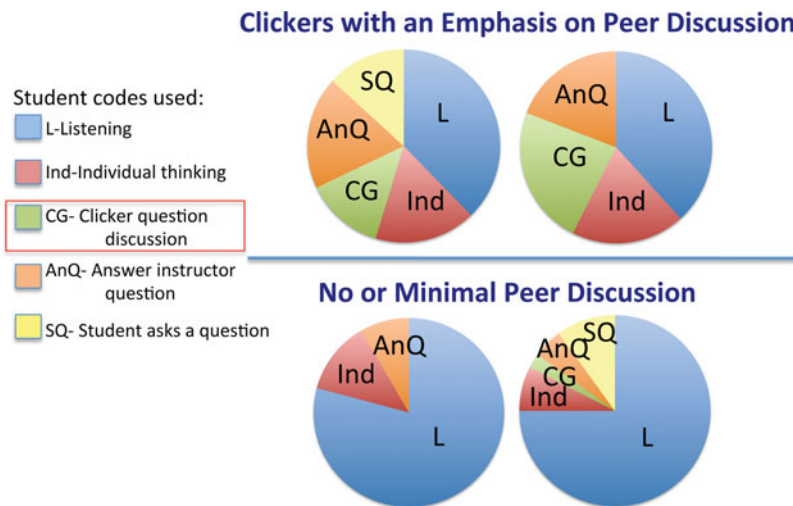 Clickers with an Emphasis on Peer Discussion
Student codes used:
L-Listening
Ind-Individual thinking
CG- Clicker question
discussion
AnQ- Answer instructor
question
SQ- Student asks a question
SQ
L
AnQ
CG
Ind
AnQ
L
CG
Ind
No or Minimal Peer Discussion
AnQ
Ind
L
SQ
AnQ
CG
Ind
L